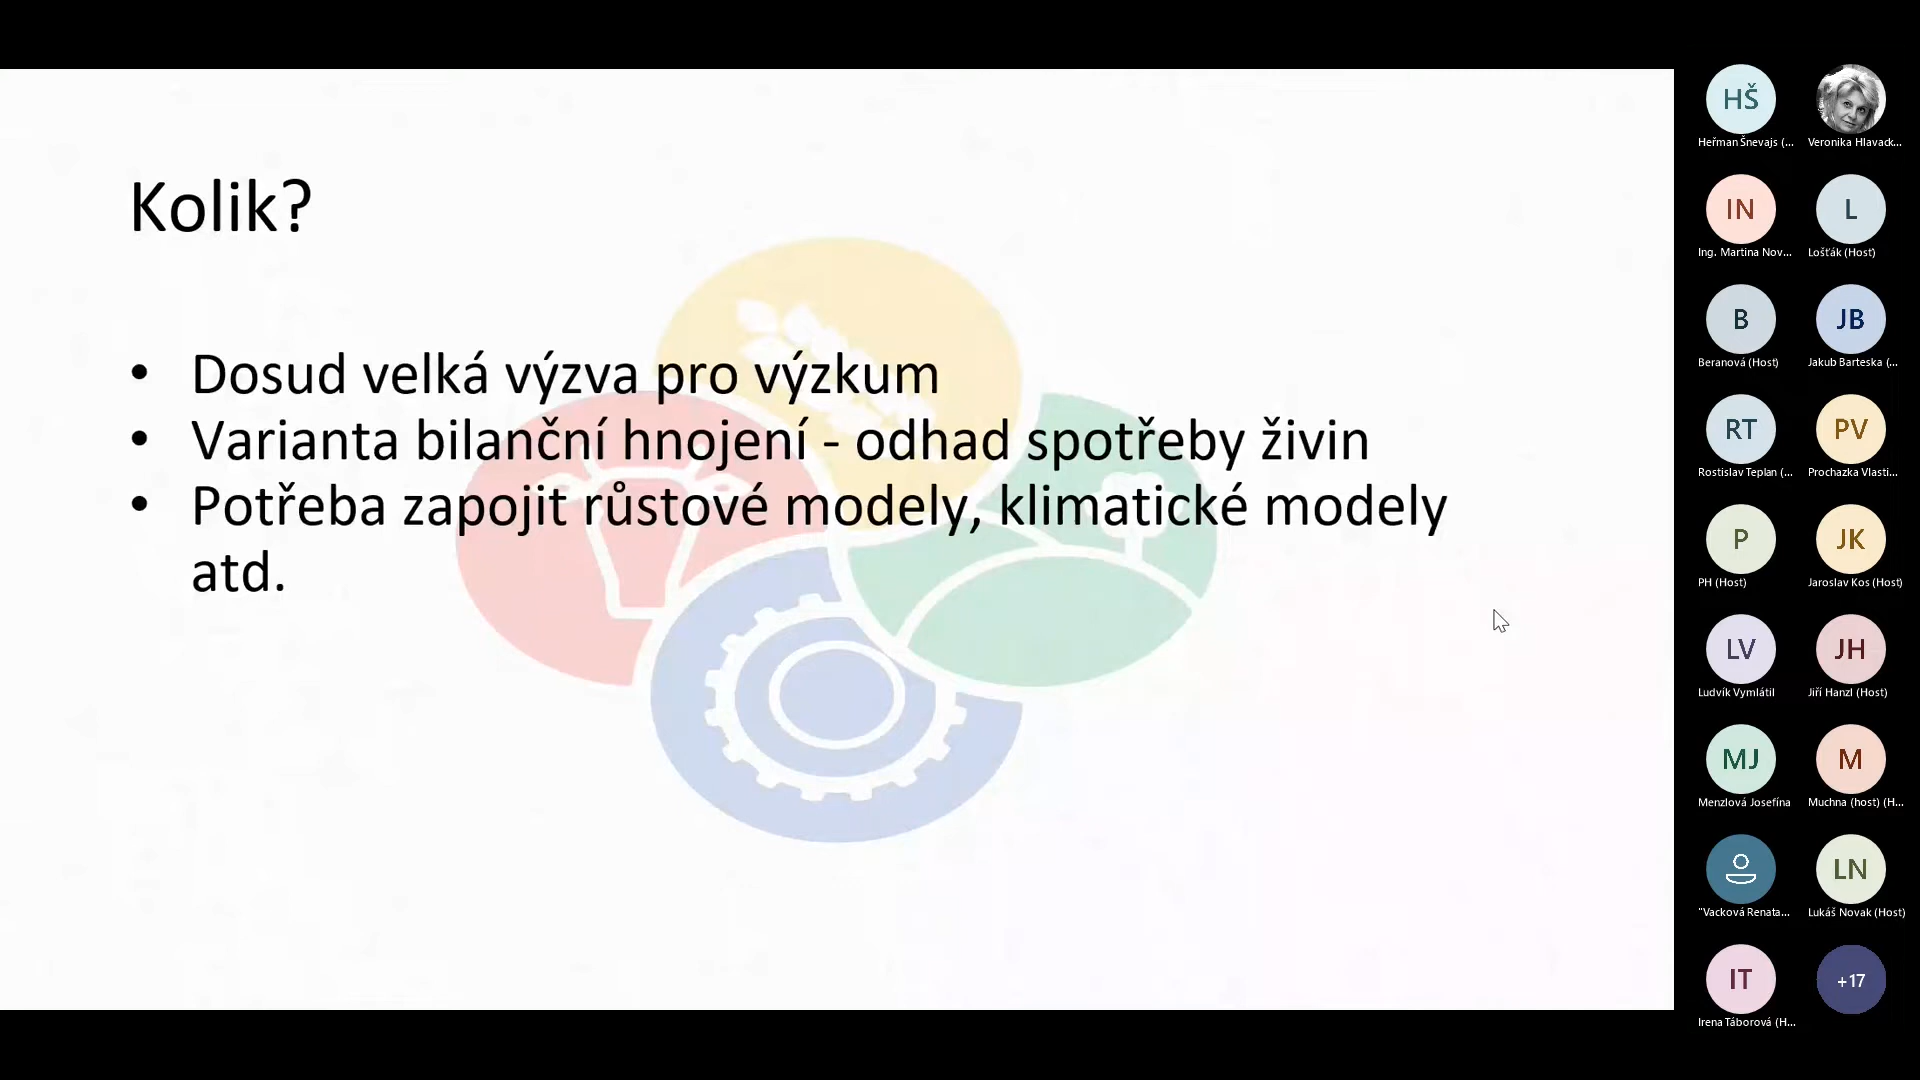 Kolik?
• Dosud velká výzva pro výzkum
• Varianta bilanční hnojení - odhad spotřeby živin
• Potřeba zapojit růstové modely, klimatické modely
atd.
HŠ
Heřman Šnevajs (...
Veronika Hlavack...
IN
Ing. Martina Nov...
L
Lošťák (Host)
B
Beranová (Host)
JB
Jakub Barteska (...
RT
Rostislav Teplan (...
PV
Prochazka Vlasti...
P
PH (Host)
JK
Jaroslav Kos (Host)
LV
Ludvík Vymlátil
JH
Jiří Hanzl (Host)
MJ
Menzlová Josefína
M
Muchna (host) (H...
"Vacková Renata...
LN
Lukáš Novak (Host)
IT
Irena Táborová (H...
+17